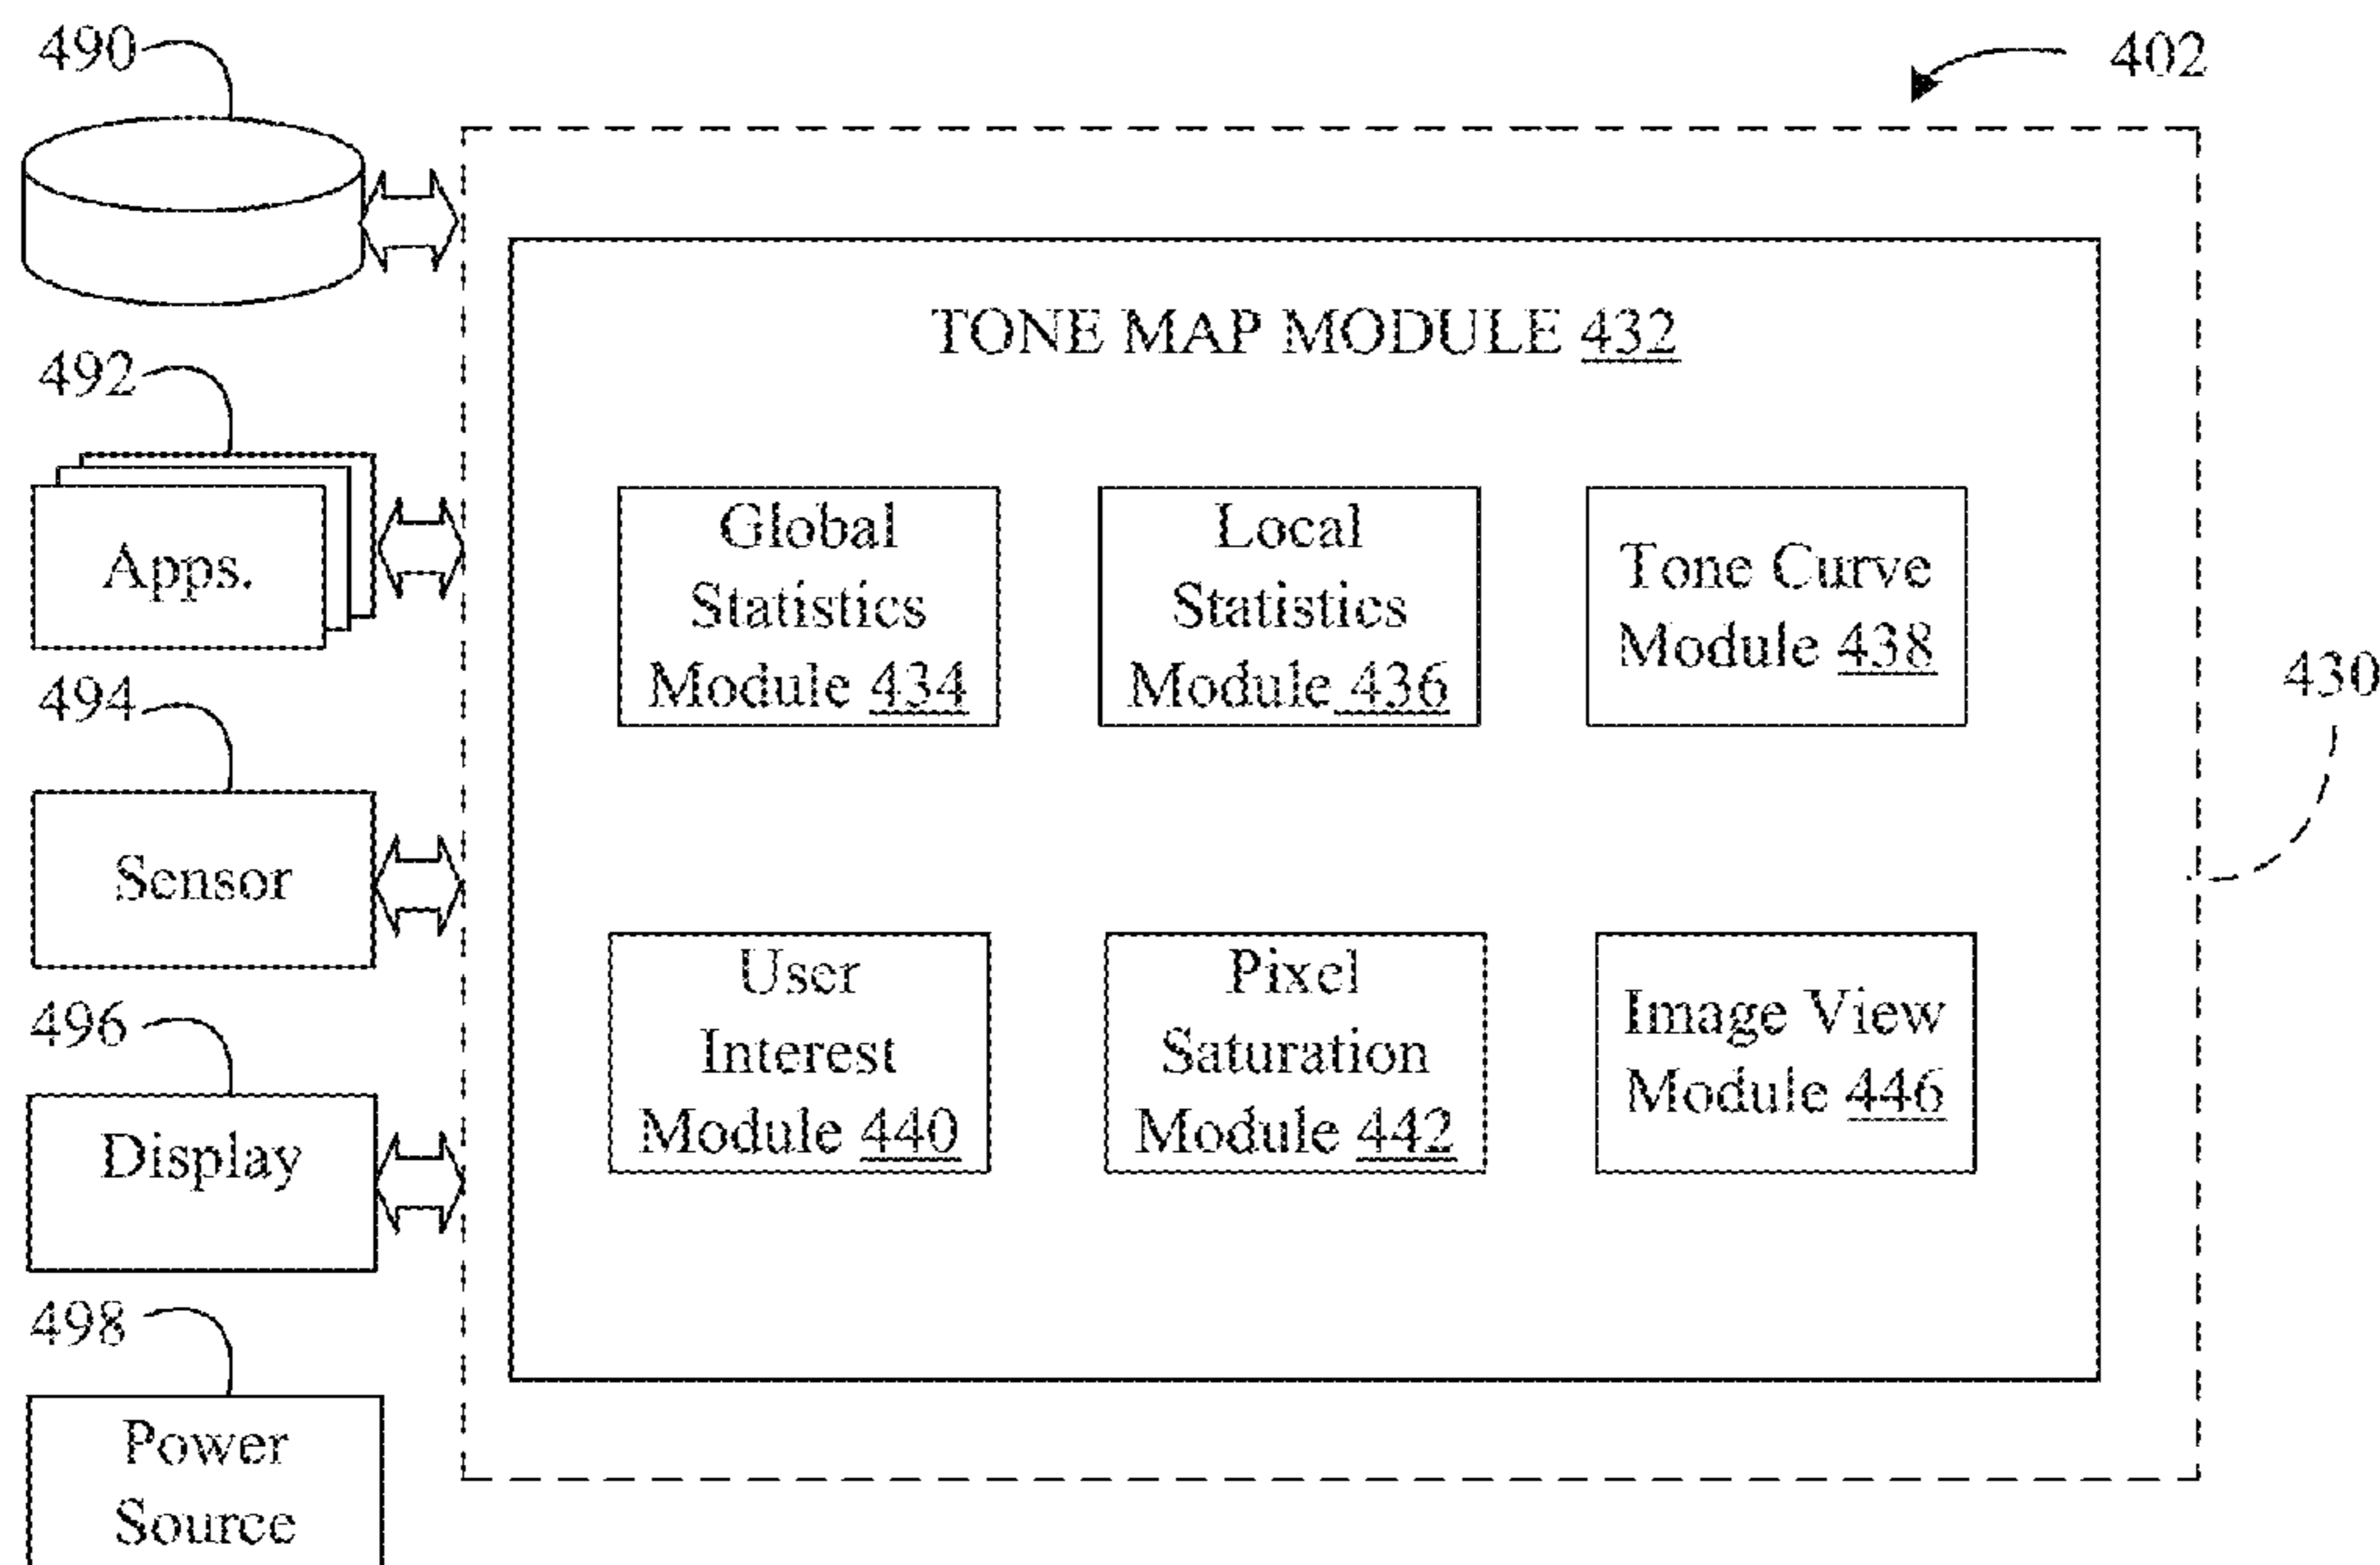 490
402
TONE MAP MODULE 432
492
Apps.
Global
Statistics
Module 434
Local
Statistics
Module 436
Tone Curve
Module 438
430
494
Sensor
User
Interest
Module 440
Pixel
Saturation
Module 442
Image View
Module 446
496
Display
498
Power
Source